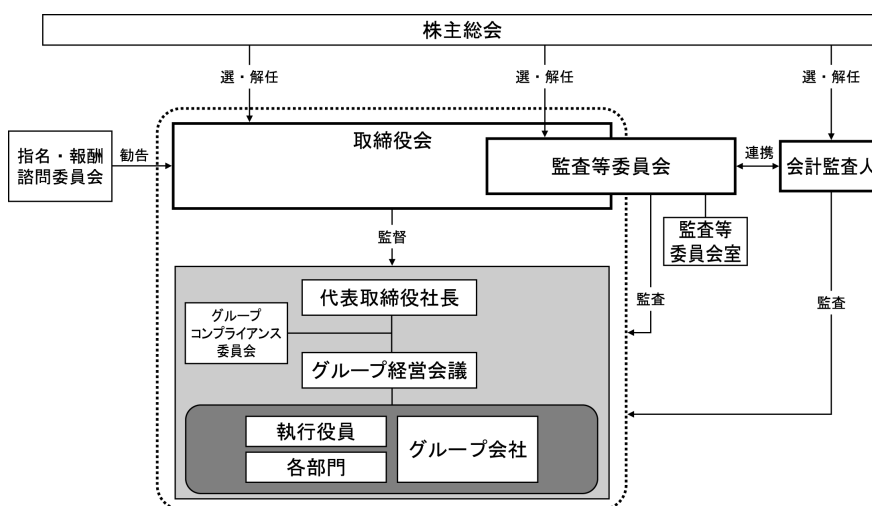 株主総会
選・解任
選・解任
選・解任
取締役会
指名・報酬
諮問委員会
勧告
監査等委員会
連携
会計監査人
監査等
委員会室
監督
代表取締役社長
監査
監査
グループ
コンプライアンス
委員会
グループ経営会議
執行役員
グループ会社
各部門